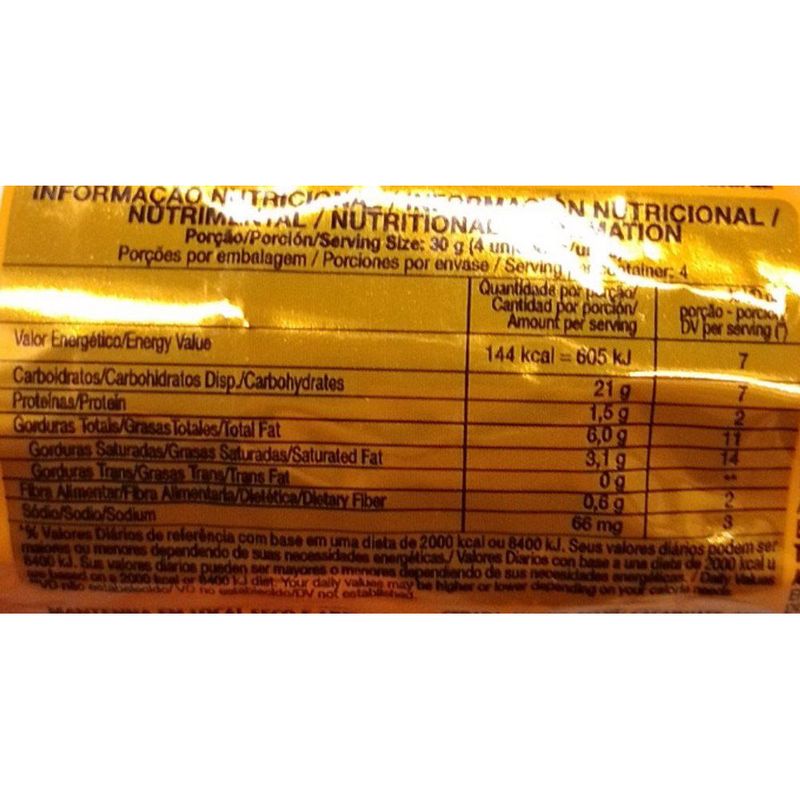 INFORMAÇÃO NUTRICIONAL / INFORMACIÓN NUTRICIONAL /
NUTRIMENTAL / NUTRITIONAL INFORMATION
Porção/Porción/Serving Size: 30 g (4
Porções por embalagem / Porciones por envase / Serving per container: 4
Quantidade por porção/ Cantidad por porción/ Amount per serving
porção - porción DV per serving (*)
Valor Energético/Energy Value 144 kcal = 605 kJ 7
Carboidratos/Carbohidratos Disp./Carbohydrates 21 g 7
Proteínas/Protein 1,5 g 2
Gorduras Totais/Grasas Totales/Total Fat 6,0 g 11
Gorduras Saturadas/Grasas Saturadas/Saturated Fat 3,1 g 14
Gorduras Trans/Grasas Trans/Trans Fat 0 g **
Fibra Alimentar/Fibra Alimentaria/Dietética/Dietary Fiber 0,6 g 2
Sódio/Sodio/Sodium 66 mg 3
*% Valores Diários de referência com base em uma dieta de 2000 kcal ou 8400 kJ. Seus valores diários podem ser
maiores ou menores dependendo de suas necessidades energéticas./ Valores Diarios con base a una dieta de 2000 kcal u
8400 kJ. Sus valores diarios pueden ser mayores o menores dependiendo de sus necesidades energéticas./ Daily Values
are based on a 2000 kcal or 8400 kJ diet. Your daily values may be higher or lower depending on your calorie needs.
**VD não estabelecido/ VD no establecido/DV not established.